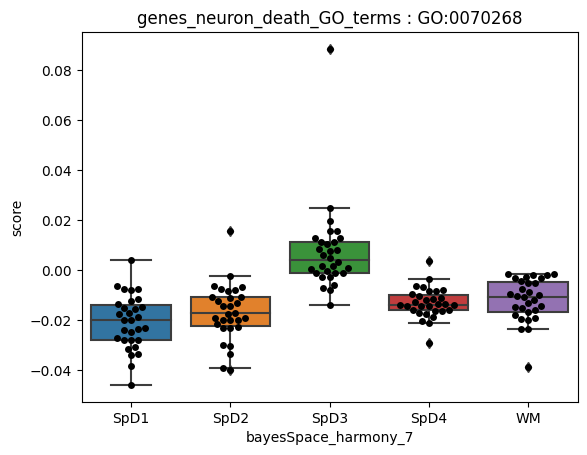 genes_neuron_death_GO_terms : GO:0070268
0.08
0.06
0.04
0.02
0.00
−0.02
−0.04
score
SpD1 SpD2 SpD3 SpD4 WM
bayesSpace_harmony_7